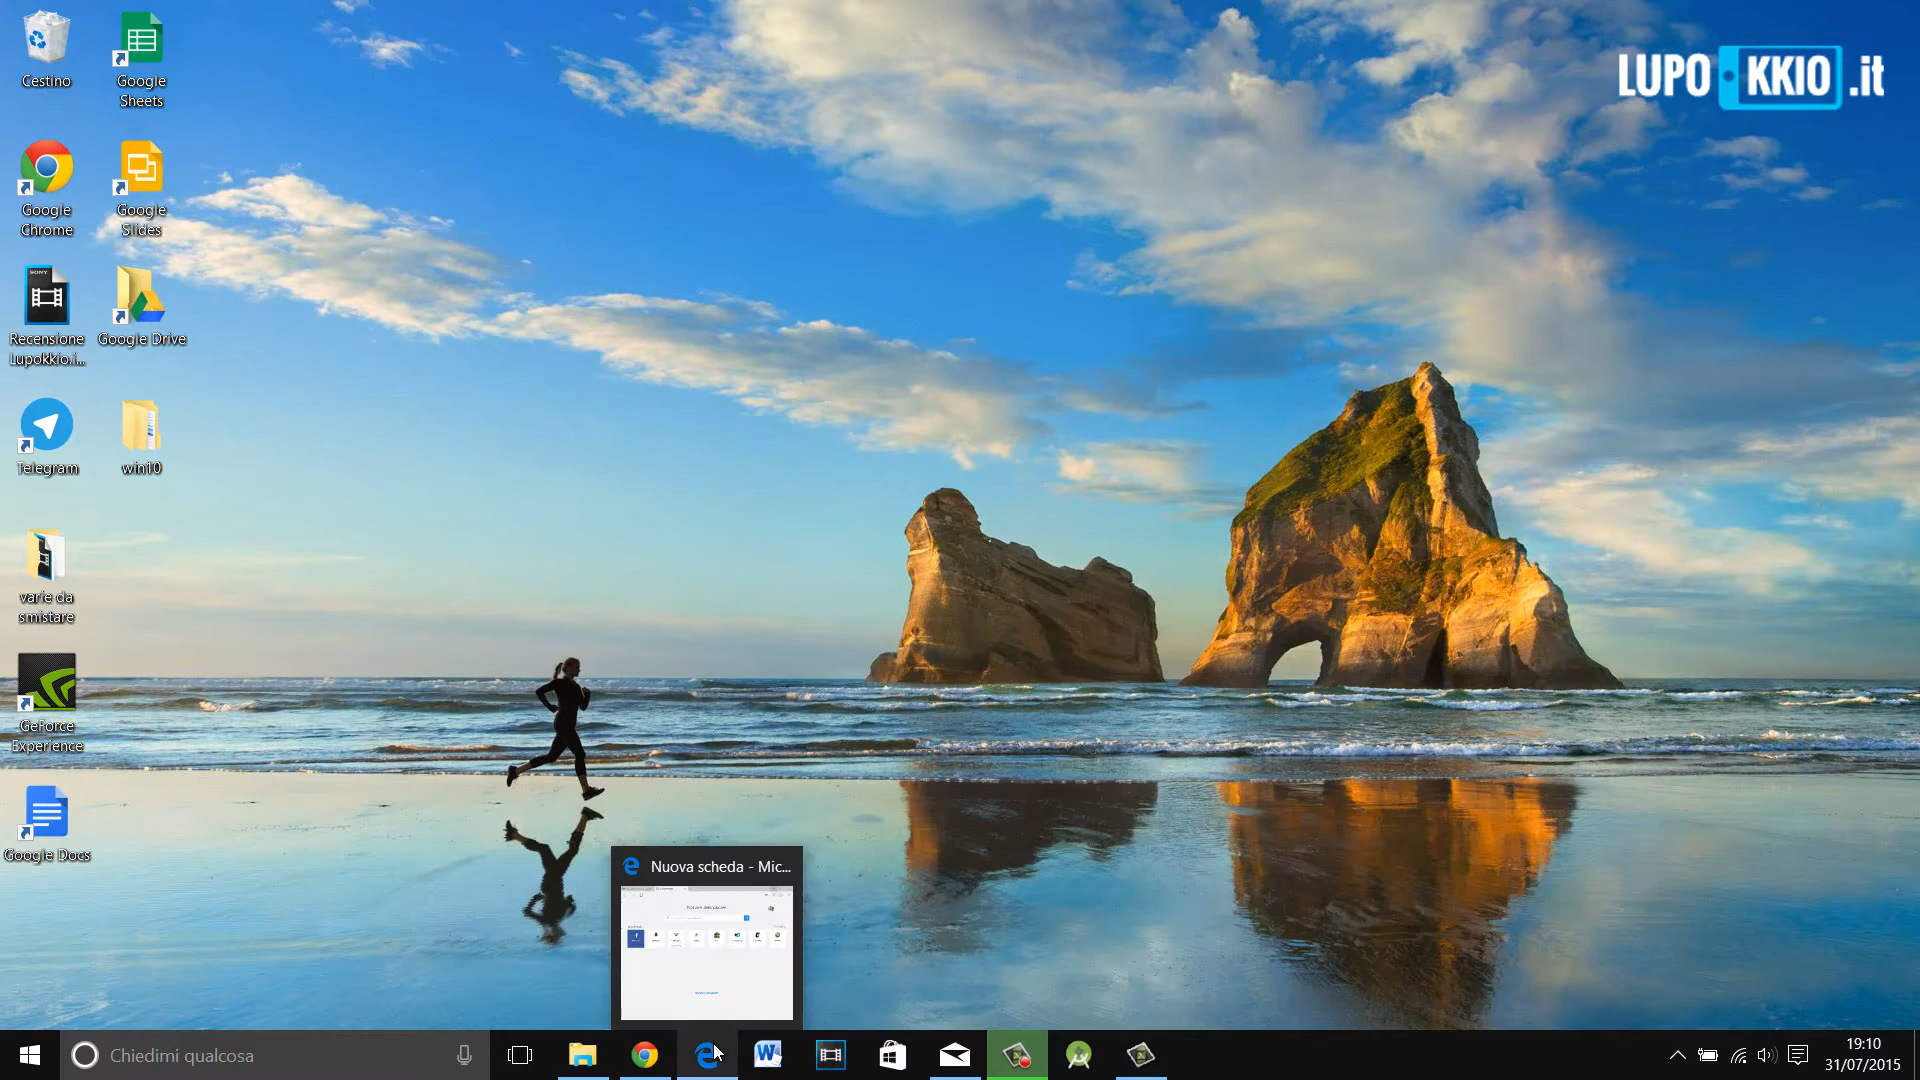 Cestino
Google
Sheets
LUPO KKIO.it
Google
Chrome
Google
Slides
SONY
Recensione
Lupokkio.i...
Google Drive
Telegram
win10
varie da
smistare
GeForce
Experience
Google Docs
Nuova scheda - Mic...
Chiedimi qualcosa
19:10
31/07/2015